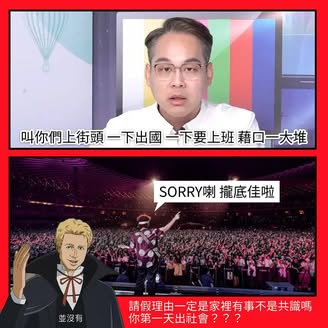 叫你們上街頭 一下出國 一下要上班 藉口一大堆
SORRY喇 攏底佳啦
並沒有
請假理由一定是家裡有事不是共識嗎
你第一天出社會？？？